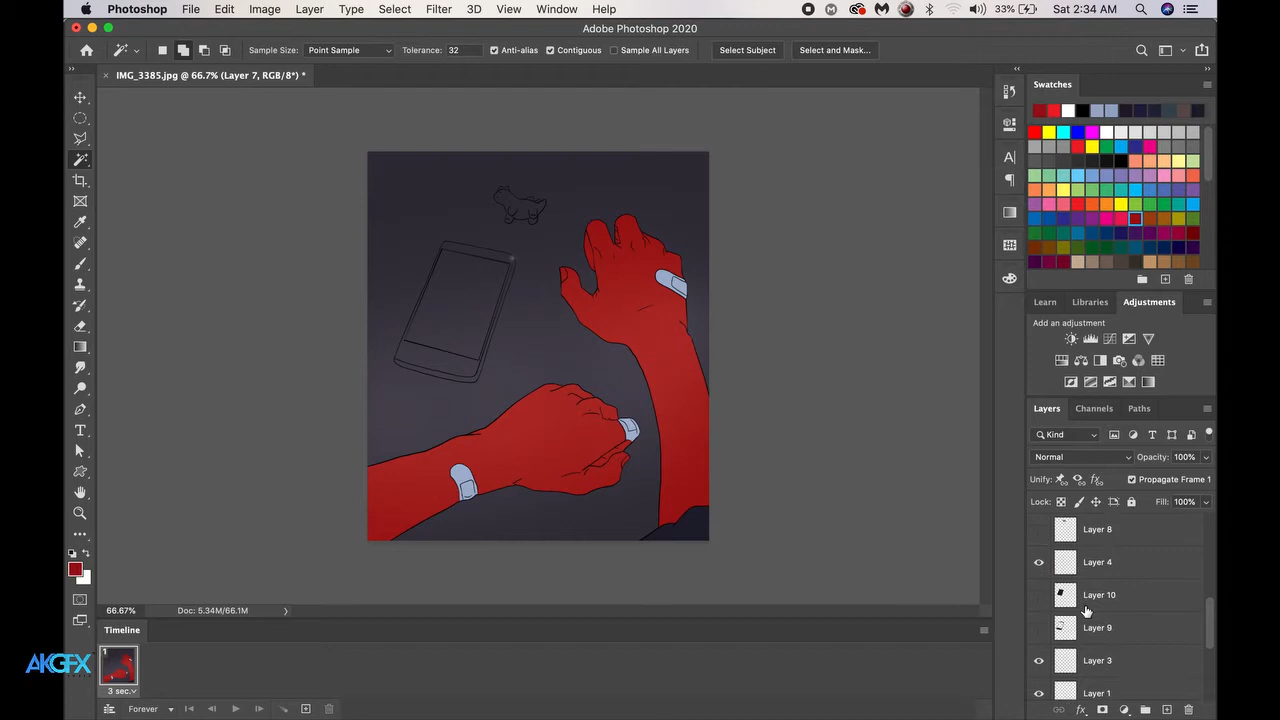 Photoshop File Edit Image Layer Type Select Filter 3D View Window Help 33% Sat 2:34 AM
Adobe Photoshop 2020
Sample Size: Point Sample Tolerance: 32 Anti-alias Contiguous Sample All Layers Select Subject Select and Mask...
IMG_3385.jpg @ 66.7% (Layer 7, RGB/8*) *
Swatches
Learn Libraries Adjustments
Add an adjustment
Layers Channels Paths
Kind
Normal Opacity: 100%
Unify: Propagate Frame 1
Lock: Fill: 100%
Layer 8
Layer 4
Layer 10
Layer 9
Layer 3
Layer 1
66.67% Doc: 5.34M/66.1M
Timeline
1
3 sec.
Forever
AKGFX